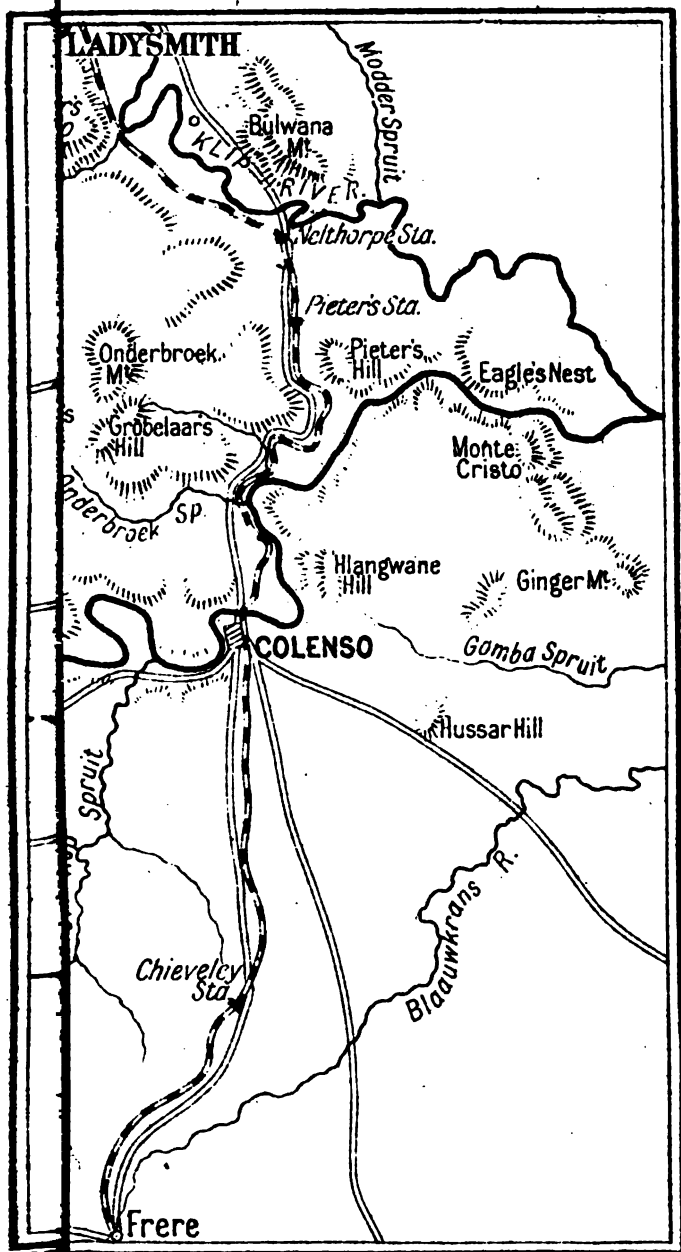 LADYSMITH
Modder Spruit
Bulwana
Mt.
KLIP RIVER.
Nelthorpe Sta.
Pieter's Sta.
Onderbroek
Mt.
Pieter's
Hill
Eagle's Nest
s
Grobelaar's
Hill
Monte
Cristo
Onderbroek SP.
Hlangwane
Hill
Ginger Mt.
COLENSO
Gomba Spruit
Hussar Hill
Spruit
Blaauwkrans R.
Chieveley
Sta
Frere